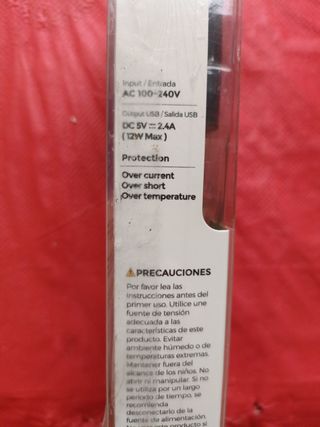 Input / Entrada
AC 100-240V
Output USB / Salida USB
DC 5V ⎓ 2.4A
( 12W Max )
Protection
Over current
Over short
Over temperature
⚠PRECAUCIONES
Por favor lea las
instrucciones antes del
primer uso. Utilice una
fuente de tensión
adecuada a las
características de este
producto. Evitar
ambiente húmedo o de
temperaturas extremas.
Mantener fuera del
alcance de los niños. No
abrir ni manipular. Si no
se utiliza por un largo
periodo de tiempo, se
recomienda
desconectarlo de la
fuente de alimentación.
este producto si